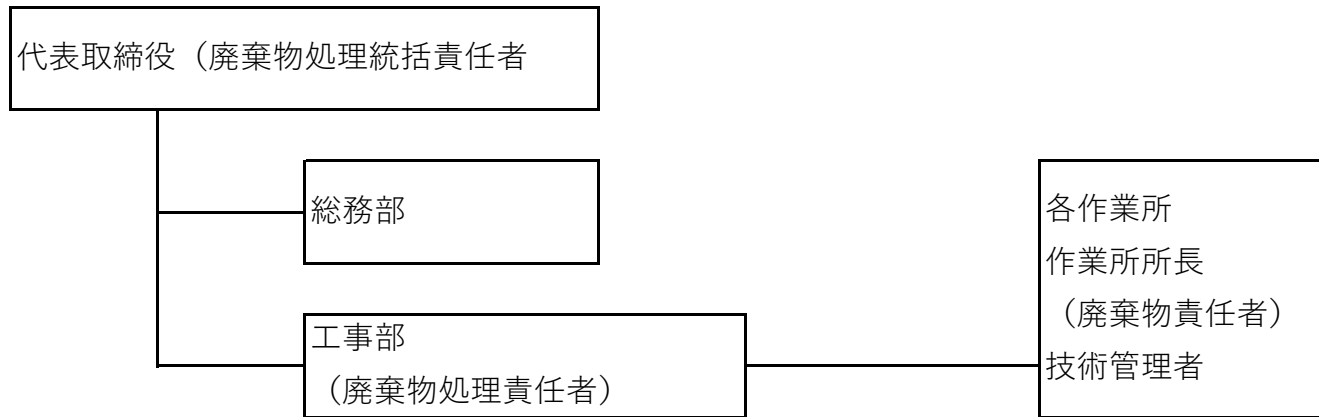 代表取締役（廃棄物処理統括責任者
総務部
工事部
（廃棄物処理責任者）
各作業所
作業所所長
（廃棄物責任者）
技術管理者